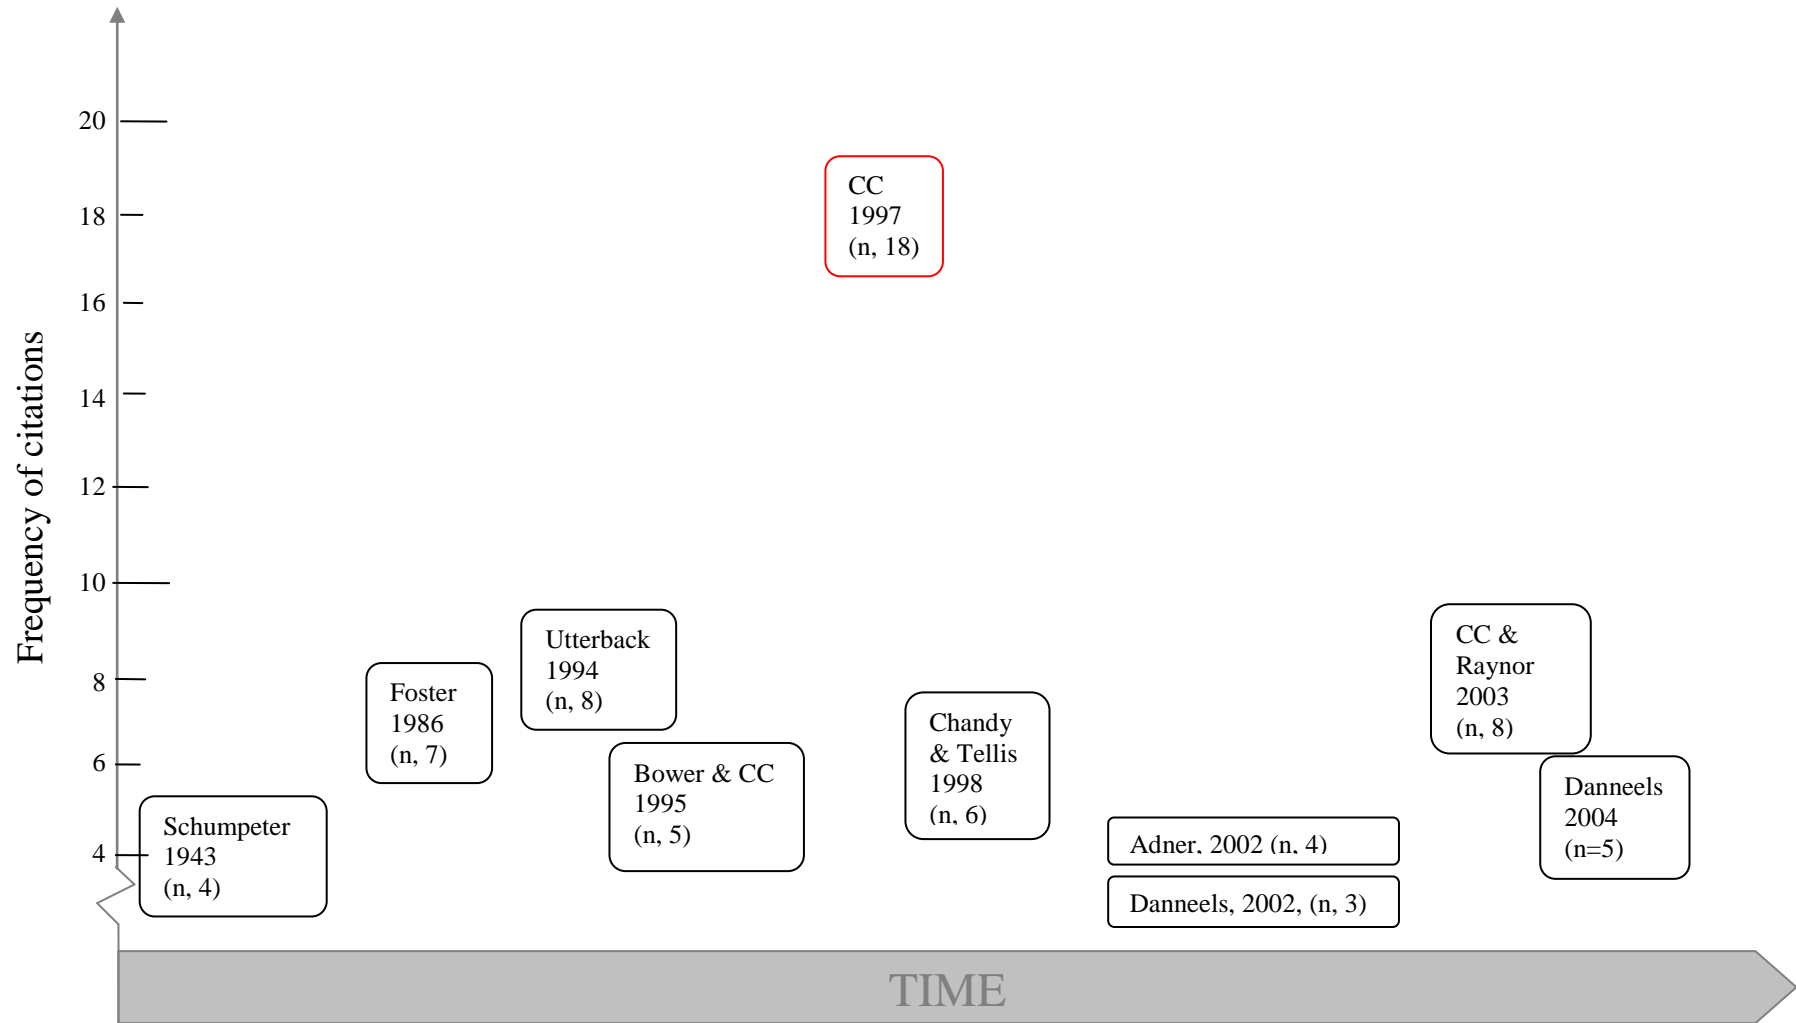 Frequency of citations
20
18
16
14
12
10
8
6
4
CC
1997
(n, 18)
Utterback
1994
(n, 8)
Foster
1986
(n, 7)
Bower & CC
1995
(n, 5)
Schumpeter
1943
(n, 4)
Chandy
& Tellis
1998
(n, 6)
Adner, 2002 (n, 4)
Danneels, 2002, (n, 3)
CC &
Raynor
2003
(n, 8)
Danneels
2004
(n=5)
TIME